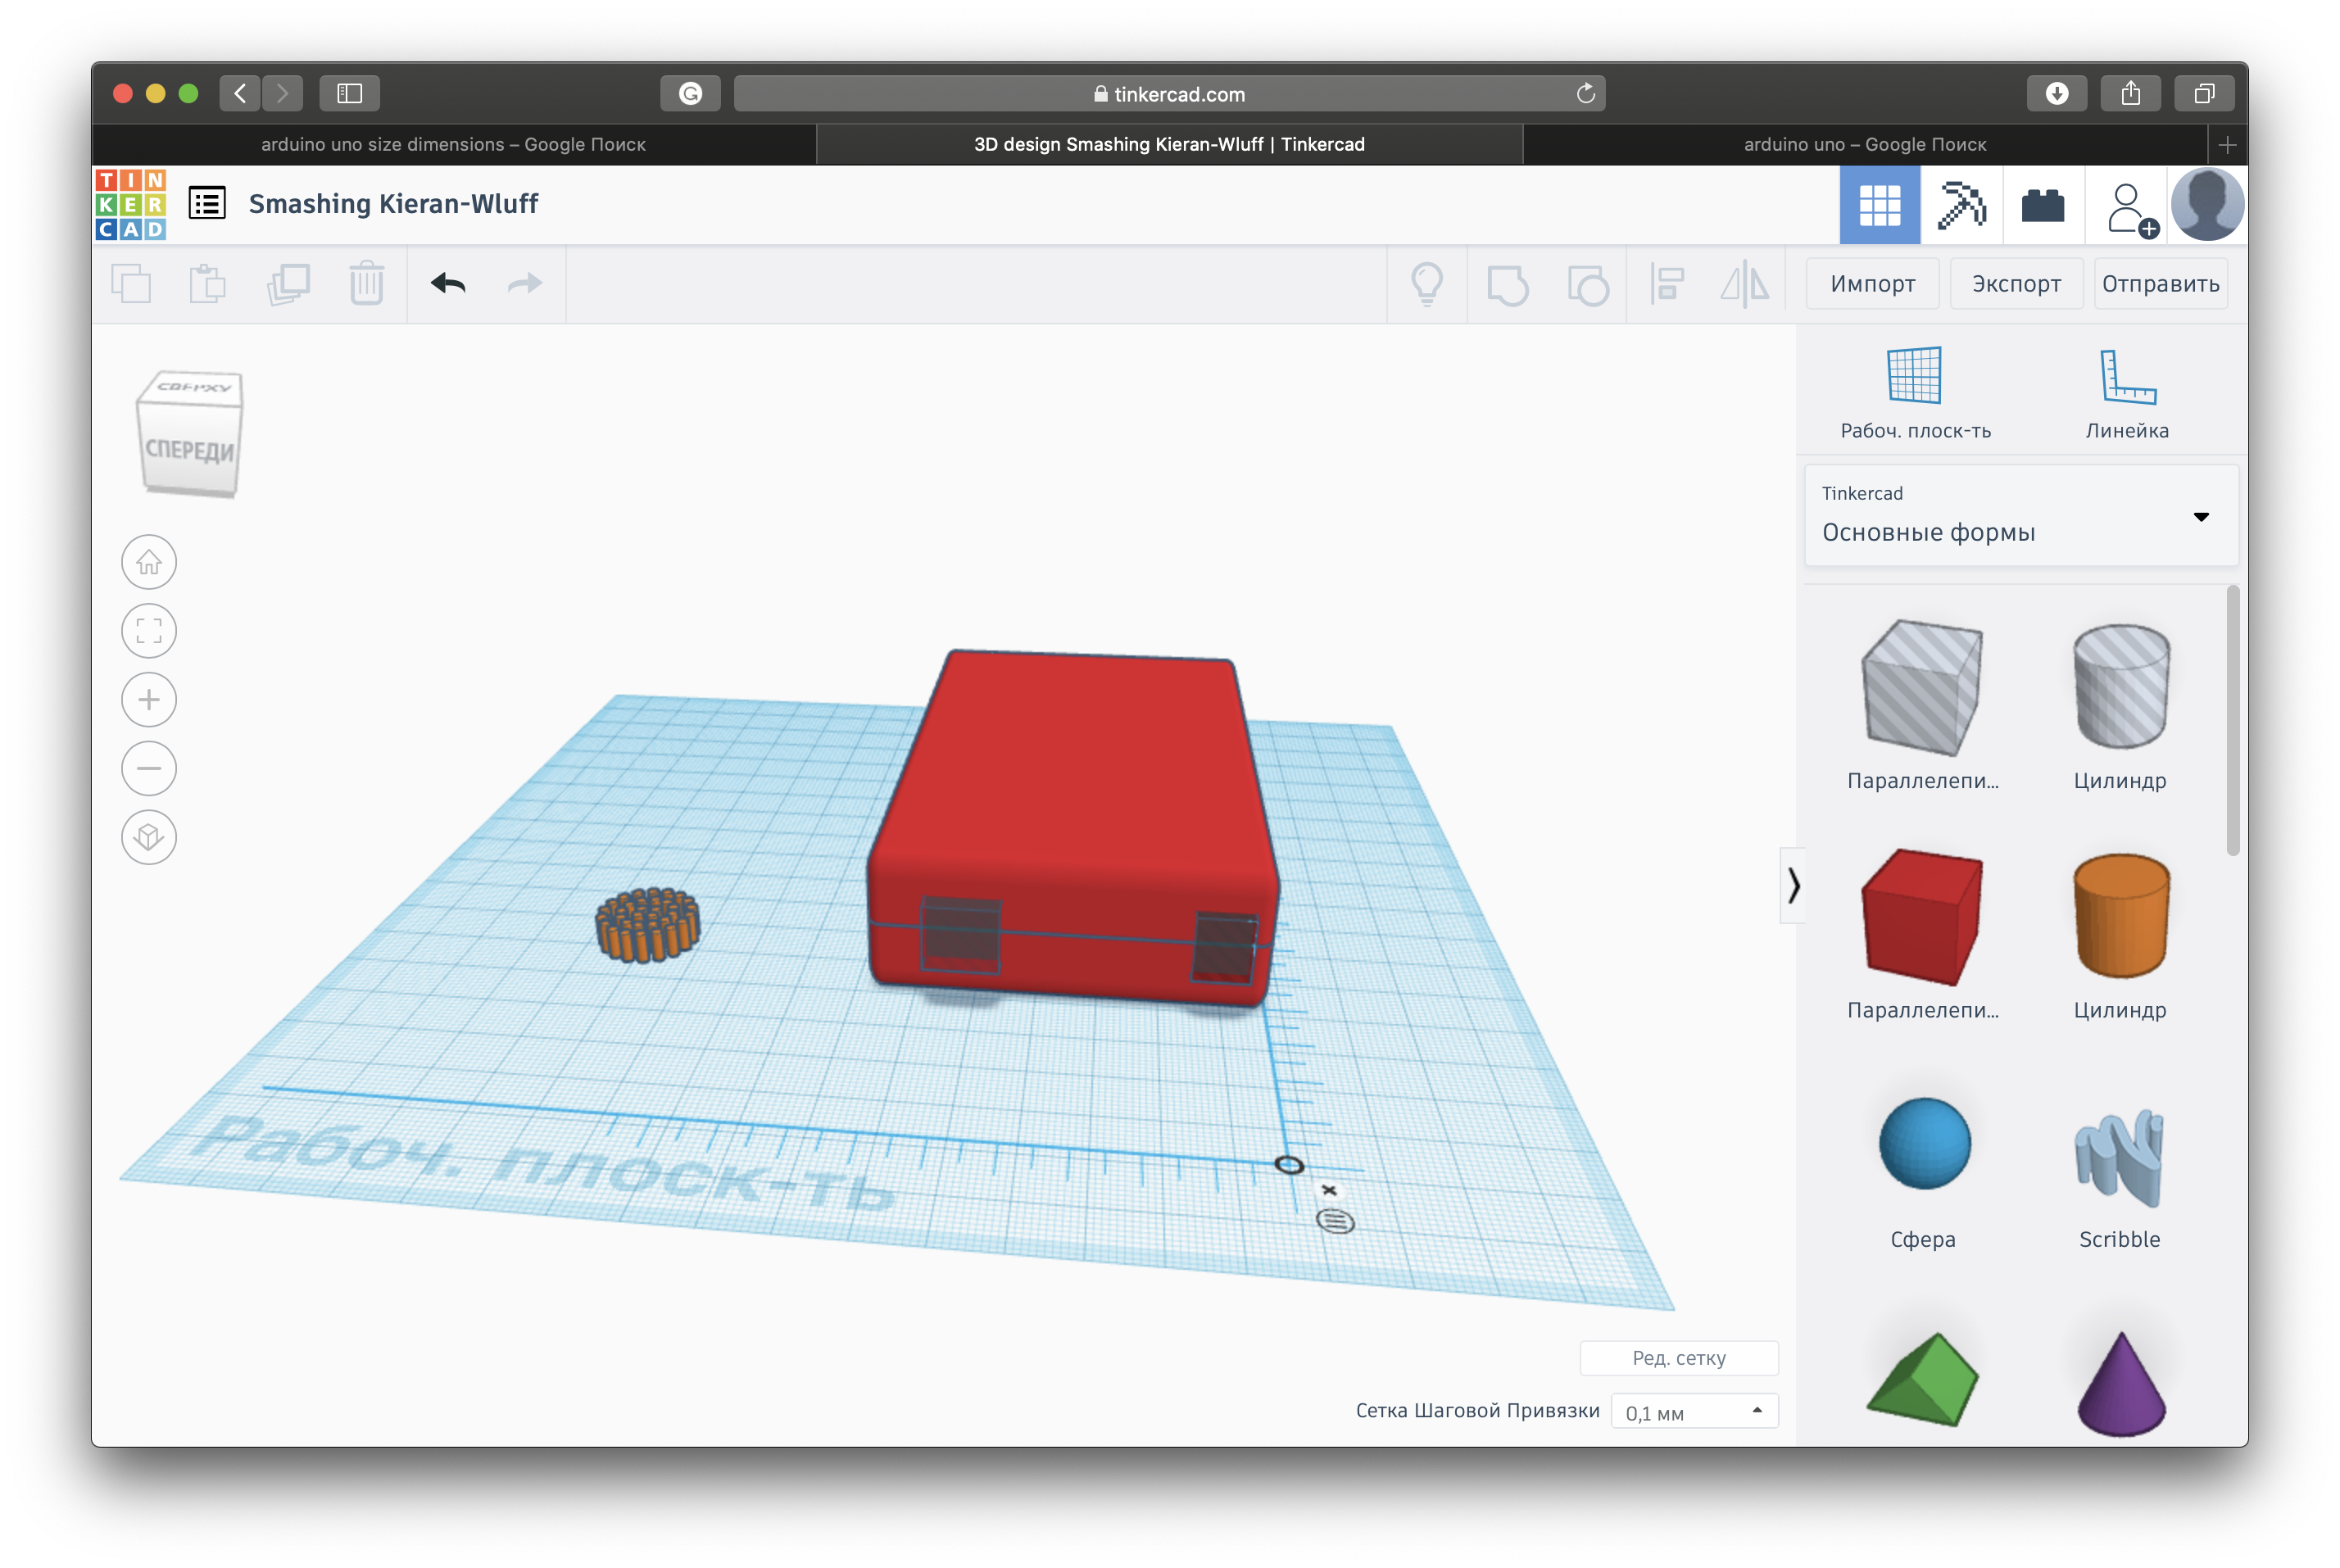 tinkercad.com
arduino uno size dimensions – Google Поиск
3D design Smashing Kieran-Wluff | Tinkercad
arduino uno – Google Поиск
TIN
KER
CAD
Smashing Kieran-Wluff
Импорт
Экспорт
Отправить
СВЕРХУ
СПЕРЕДИ
Рабоч. плоск-ть
Линейка
Tinkercad
Основные формы
Параллелепи...
Цилиндр
Параллелепи...
Цилиндр
Сфера
Scribble
Рабоч. плоск-ть
Ред. сетку
Сетка Шаговой Привязки
0,1 мм